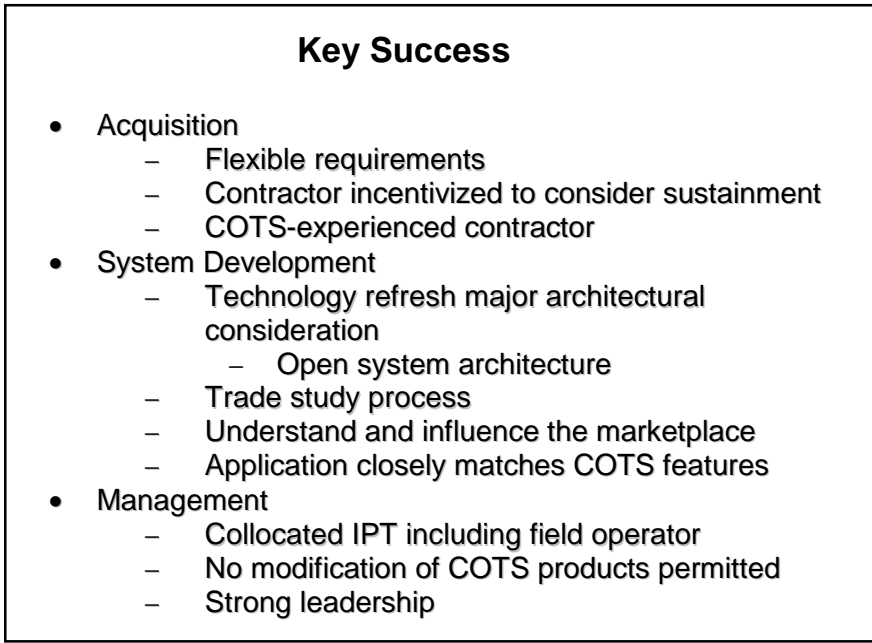 Key Success
• Acquisition
– Flexible requirements
– Contractor incentivized to consider sustainment
– COTS-experienced contractor
• System Development
– Technology refresh major architectural
consideration
– Open system architecture
– Trade study process
– Understand and influence the marketplace
– Application closely matches COTS features
• Management
– Collocated IPT including field operator
– No modification of COTS products permitted
– Strong leadership